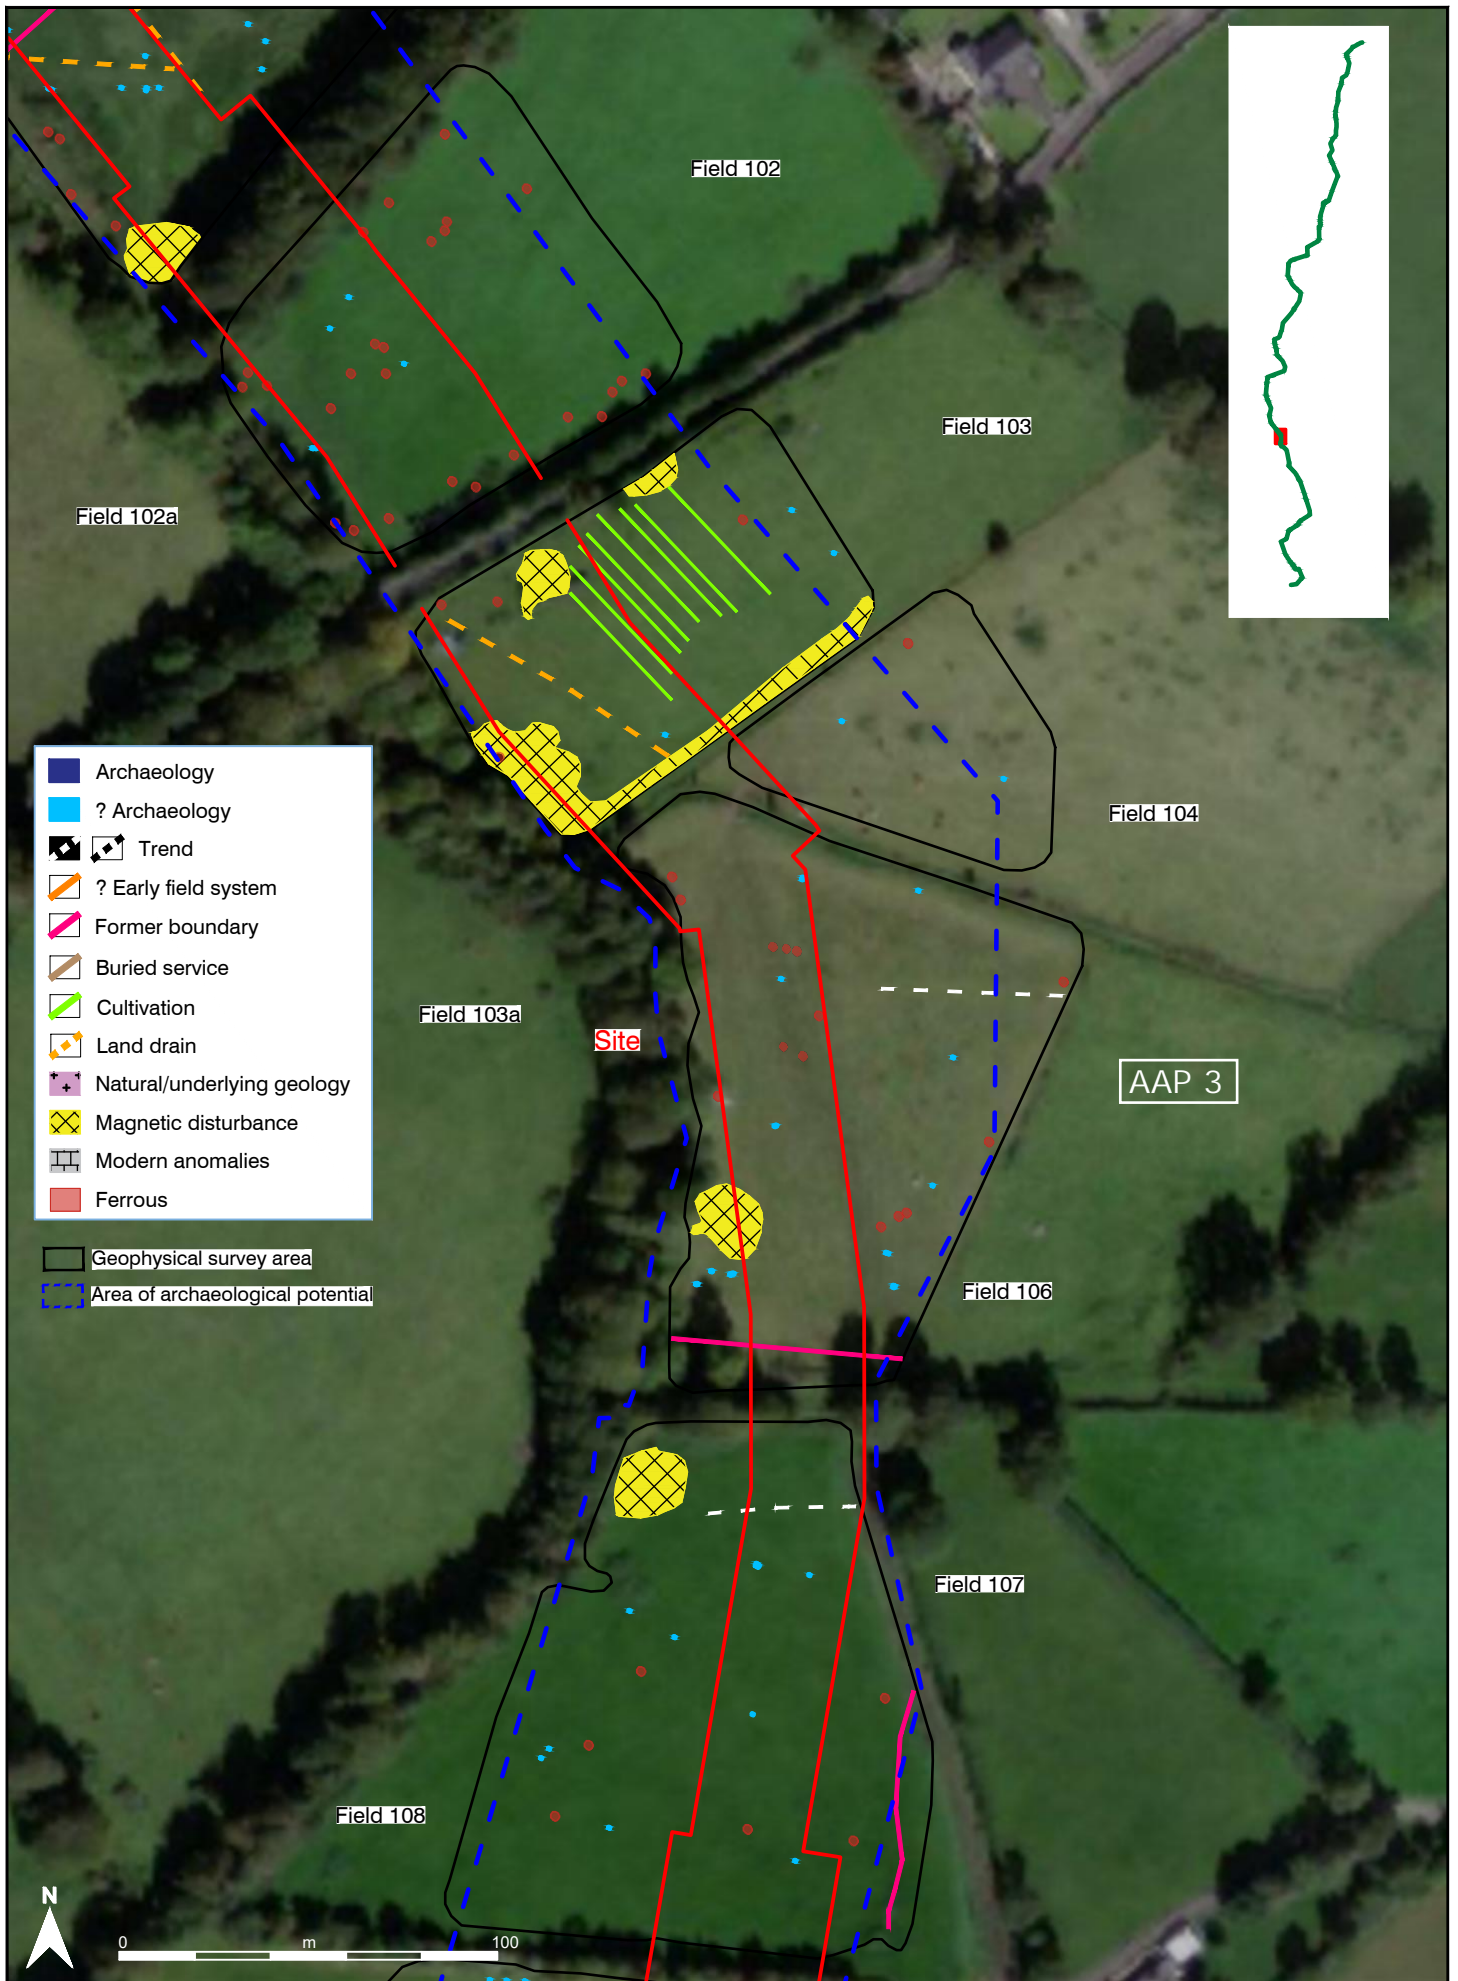 Field 102
Field 103
Field 102a
Archaeology
? Archaeology
Trend
? Early field system
Former boundary
Buried service
Cultivation
Land drain
Natural/underlying geology
Magnetic disturbance
Modern anomalies
Ferrous
Geophysical survey area
Area of archaeological potential
Field 104
Field 103a
Site
AAP 3
Field 106
Field 107
Field 108
N
0 m 100